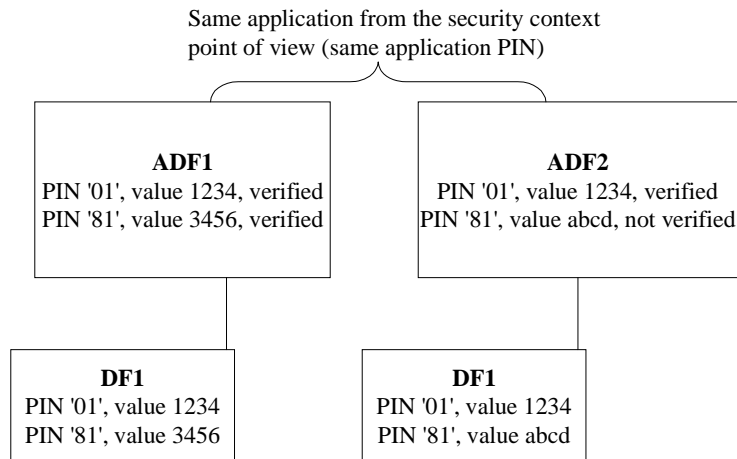 Same application from the security context
point of view (same application PIN)
ADF1
PIN '01', value 1234, verified
PIN '81', value 3456, verified
ADF2
PIN '01', value 1234, verified
PIN '81', value abcd, not verified
DF1
PIN '01', value 1234
PIN '81', value 3456
DF1
PIN '01', value 1234
PIN '81', value abcd